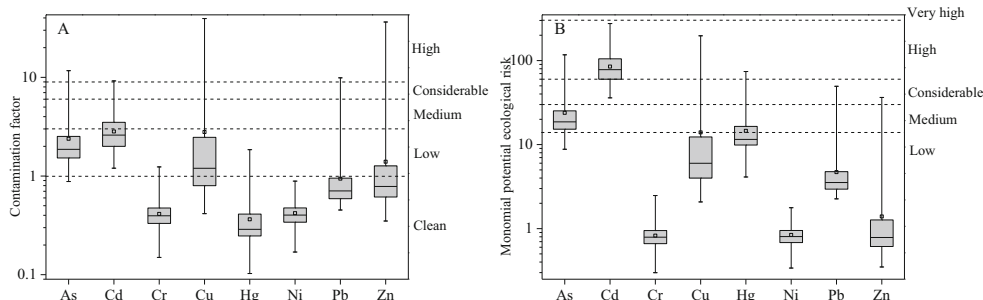 A
Contamination factor
10
1
0.1
High
Considerable
Medium
Low
Clean
As Cd Cr Cu Hg Ni Pb Zn
B
Monomial potential ecological risk
100
10
1
Very high
High
Considerable
Medium
Low
As Cd Cr Cu Hg Ni Pb Zn